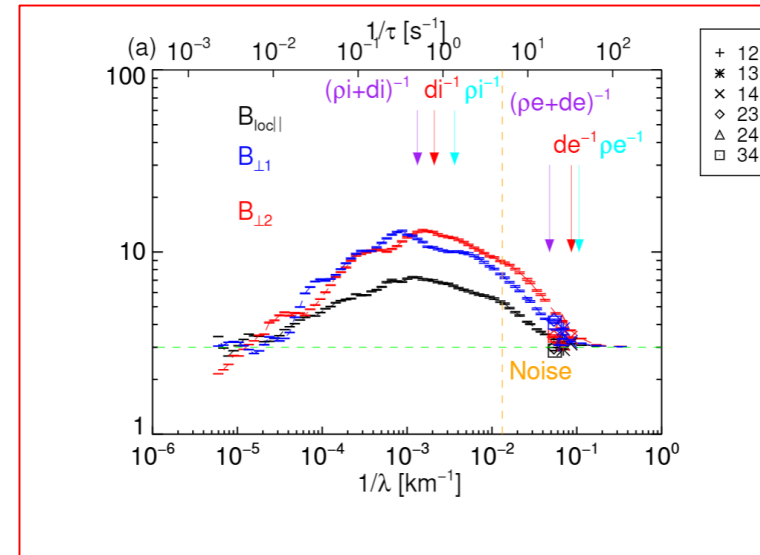 1/τ [s⁻¹]
(a) 10⁻³ 10⁻² 10⁻¹ 10⁰ 10¹ 10²
100
(ρi+di)⁻¹ di⁻¹ ρi⁻¹ (ρe+de)⁻¹
de⁻¹ ρe⁻¹
B_loc||
B_⊥1
B_⊥2
10
Noise
1
10⁻⁶ 10⁻⁵ 10⁻⁴ 10⁻³ 10⁻² 10⁻¹ 10⁰
1/λ [km⁻¹]
12
13
14
23
24
34